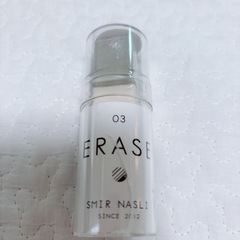 03
ERASE
SMIR NASLI
SINCE 2012